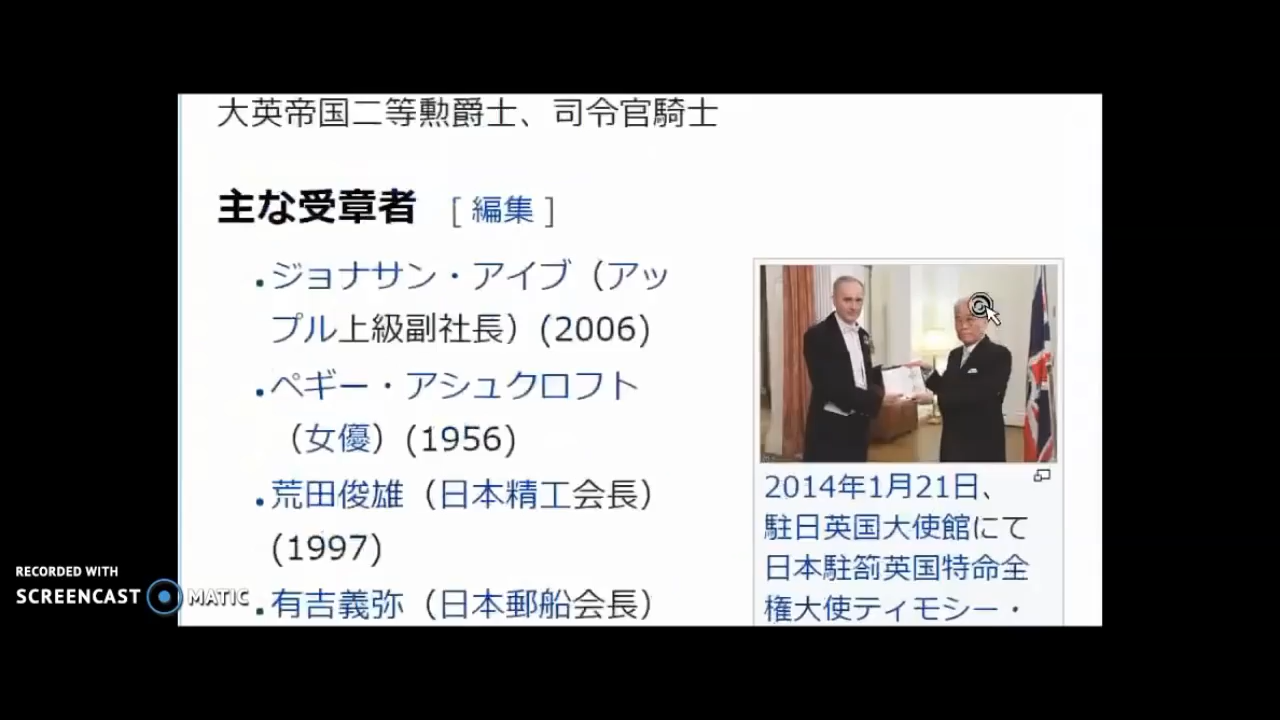 大英帝国二等勲爵士、司令官騎士
主な受章者 [ 編集 ]
・ジョナサン・アイブ（アッ
プル上級副社長）(2006)
・ペギー・アシュクロフト
（女優）(1956)
・荒田俊雄（日本精工会長）
(1997)
・有吉義弥（日本郵船会長）
2014年1月21日、
駐日英国大使館にて
日本駐箚英国特命全
権大使ティモシー・
RECORDED WITH
SCREENCAST MATIC